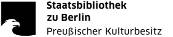 Staatsbibliothek
zu Berlin
Preußischer Kulturbesitz